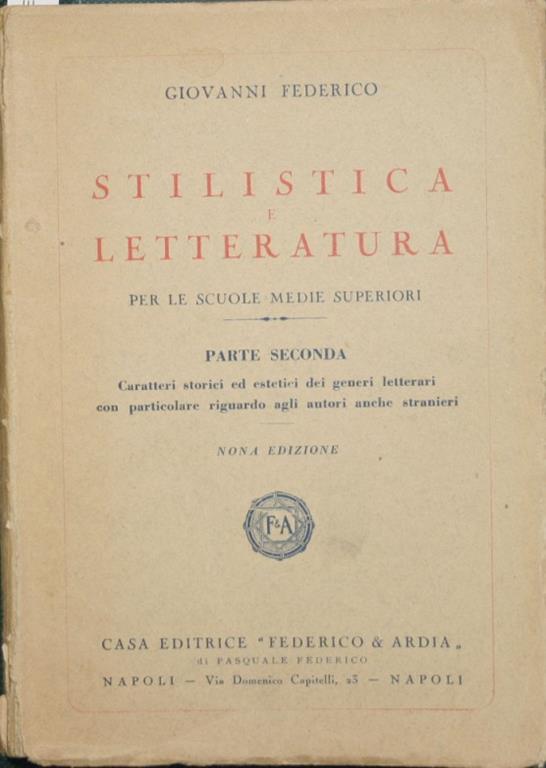 GIOVANNI FEDERICO
STILISTICA
E
LETTERATURA
PER LE SCUOLE MEDIE SUPERIORI
PARTE SECONDA
Caratteri storici ed estetici dei generi letterari
con particolare riguardo agli autori anche stranieri
NONA EDIZIONE
F&A
CASA EDITRICE "FEDERICO & ARDIA„
di PASQUALE FEDERICO
NAPOLI — Via Domenico Capitelli, 23 — NAPOLI